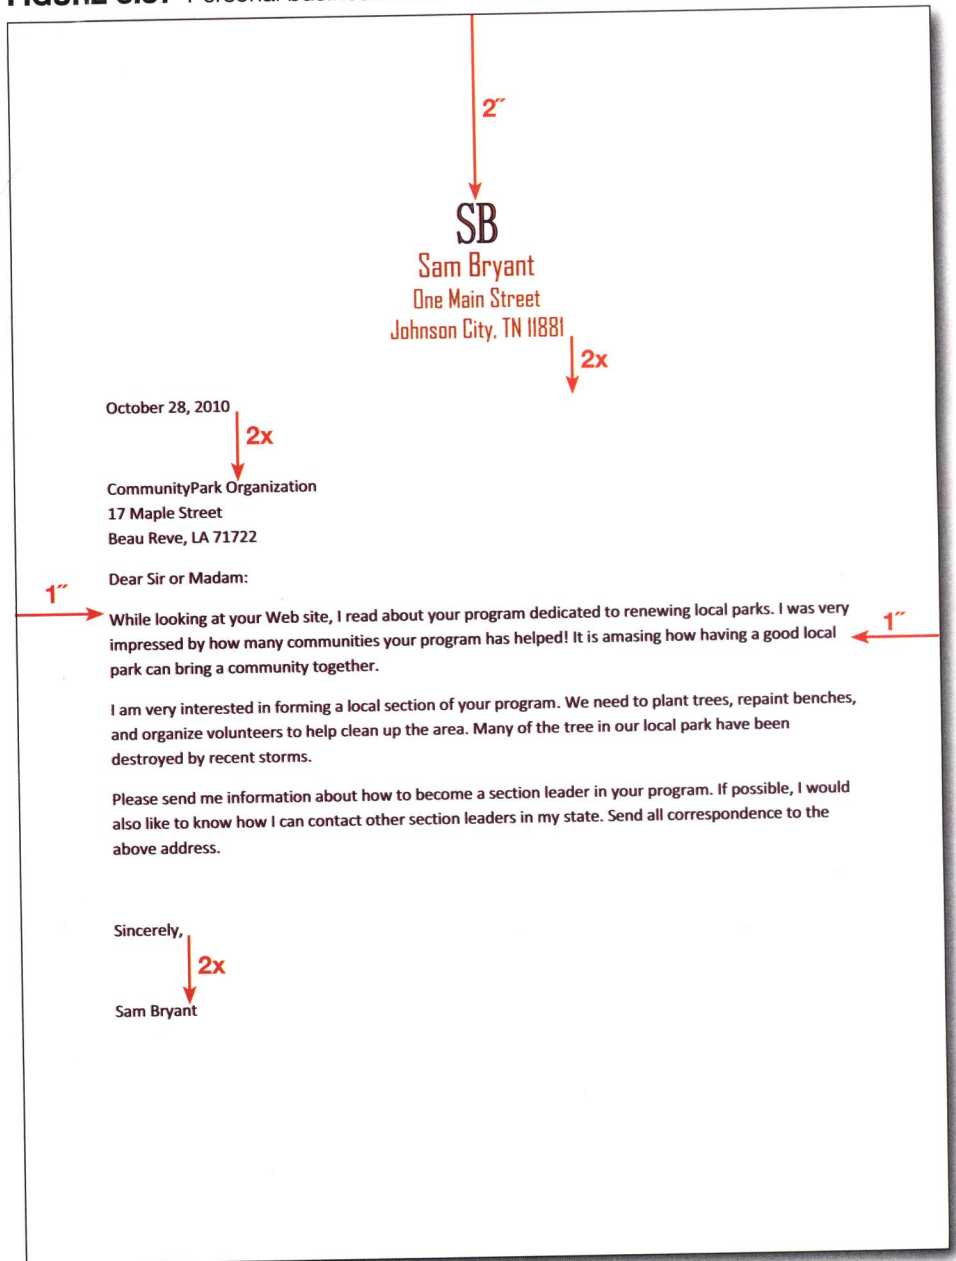 FIGURE
2″
SB
Sam Bryant
One Main Street
Johnson City, TN 11881
2x
October 28, 2010
2x
CommunityPark Organization
17 Maple Street
Beau Reve, LA 71722
Dear Sir or Madam:
1″
While looking at your Web site, I read about your program dedicated to renewing local parks. I was very
1″
impressed by how many communities your program has helped! It is amasing how having a good local
park can bring a community together.
I am very interested in forming a local section of your program. We need to plant trees, repaint benches,
and organize volunteers to help clean up the area. Many of the tree in our local park have been
destroyed by recent storms.
Please send me information about how to become a section leader in your program. If possible, I would
also like to know how I can contact other section leaders in my state. Send all correspondence to the
above address.
Sincerely,
2x
Sam Bryant